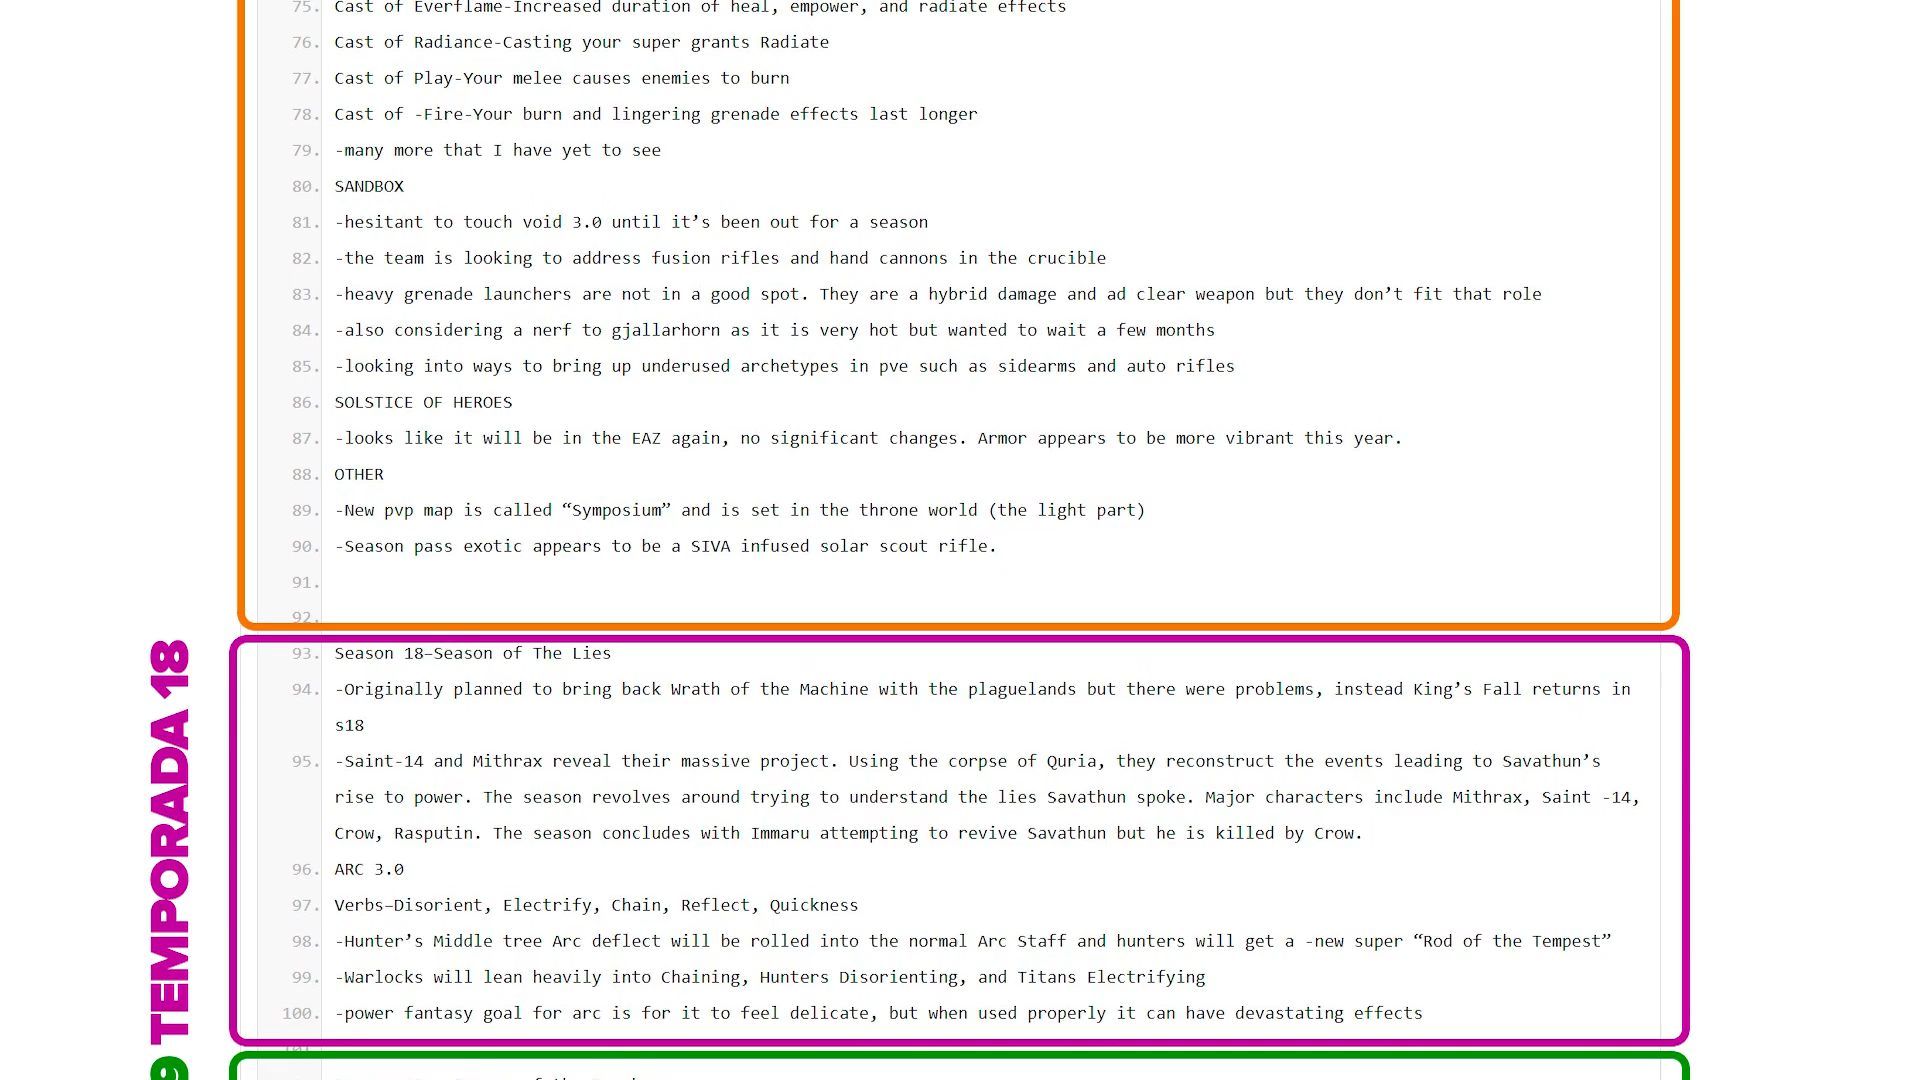 75. Cast of Everflame-Increased duration of heal, empower, and radiate effects
76. Cast of Radiance-Casting your super grants Radiate
77. Cast of Play-Your melee causes enemies to burn
78. Cast of -Fire-Your burn and lingering grenade effects last longer
79. -many more that I have yet to see
80. SANDBOX
81. -hesitant to touch void 3.0 until it’s been out for a season
82. -the team is looking to address fusion rifles and hand cannons in the crucible
83. -heavy grenade launchers are not in a good spot. They are a hybrid damage and ad clear weapon but they don’t fit that role
84. -also considering a nerf to gjallarhorn as it is very hot but wanted to wait a few months
85. -looking into ways to bring up underused archetypes in pve such as sidearms and auto rifles
86. SOLSTICE OF HEROES
87. -looks like it will be in the EAZ again, no significant changes. Armor appears to be more vibrant this year.
88. OTHER
89. -New pvp map is called “Symposium” and is set in the throne world (the light part)
90. -Season pass exotic appears to be a SIVA infused solar scout rifle.
91.
92.
93. Season 18–Season of The Lies
94. -Originally planned to bring back Wrath of the Machine with the plaguelands but there were problems, instead King’s Fall returns in
s18
95. -Saint-14 and Mithrax reveal their massive project. Using the corpse of Quria, they reconstruct the events leading to Savathun’s
rise to power. The season revolves around trying to understand the lies Savathun spoke. Major characters include Mithrax, Saint -14,
Crow, Rasputin. The season concludes with Immaru attempting to revive Savathun but he is killed by Crow.
96. ARC 3.0
97. Verbs–Disorient, Electrify, Chain, Reflect, Quickness
98. -Hunter’s Middle tree Arc deflect will be rolled into the normal Arc Staff and hunters will get a -new super “Rod of the Tempest”
99. -Warlocks will lean heavily into Chaining, Hunters Disorienting, and Titans Electrifying
100. -power fantasy goal for arc is for it to feel delicate, but when used properly it can have devastating effects
TEMPORADA 18
9